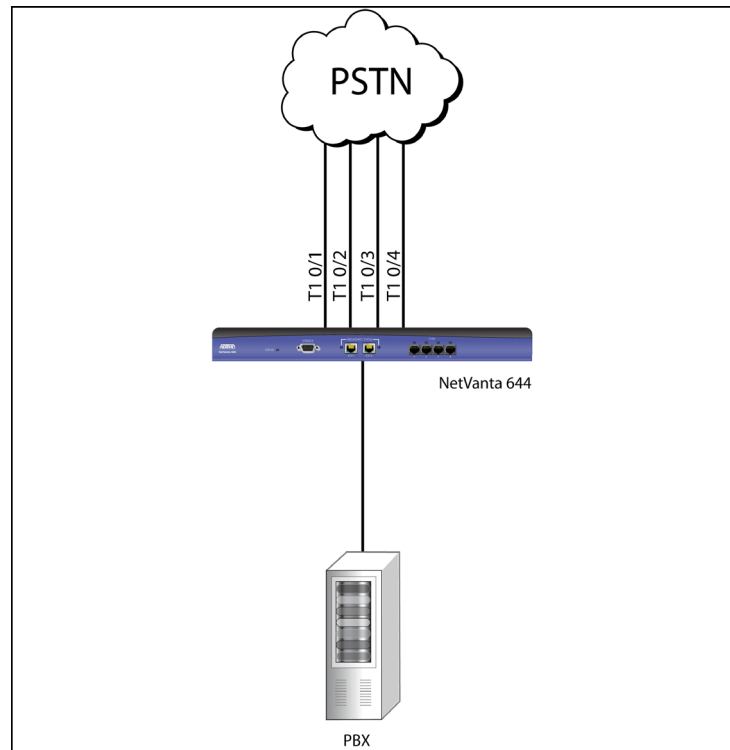 PSTN
T1 0/1
T1 0/2
T1 0/3
T1 0/4
NetVanta 644
PBX